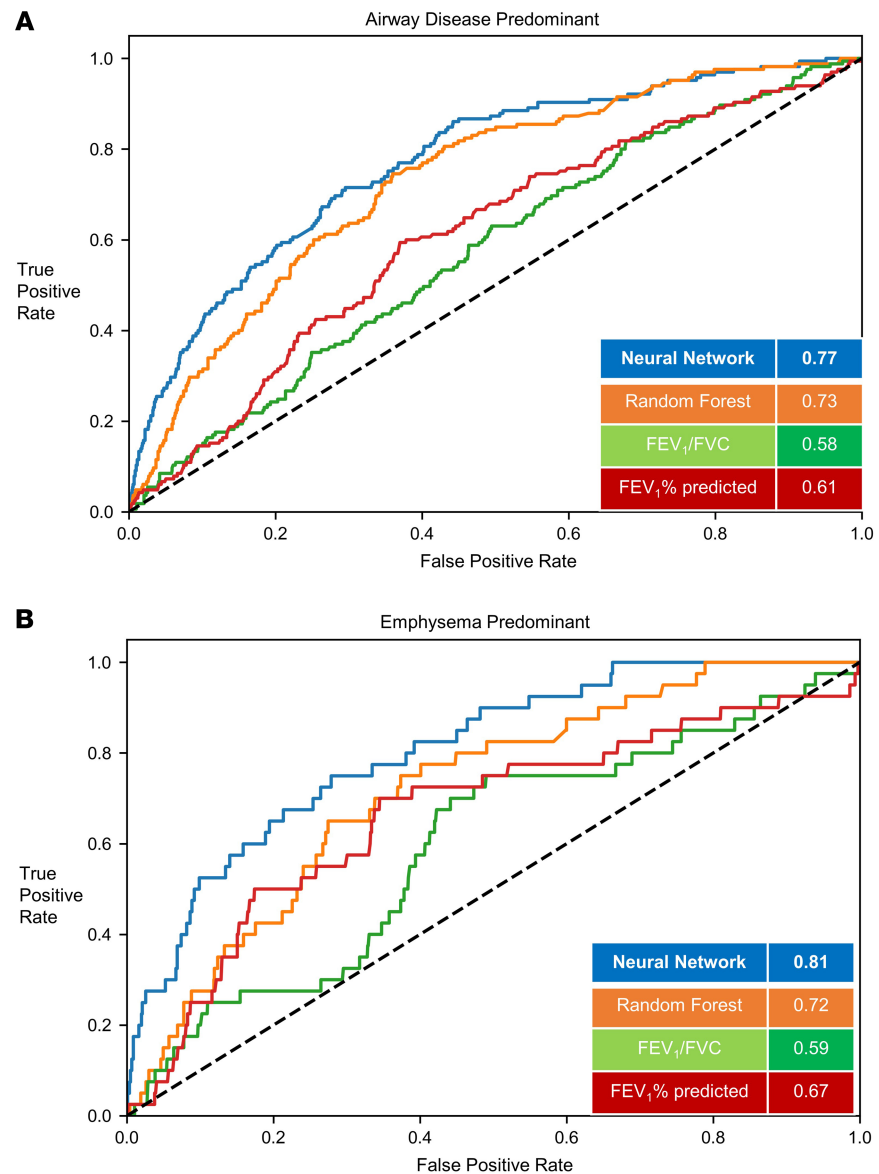 A
Airway Disease Predominant
1.0
0.8
0.6
0.4
0.2
0.0
True
Positive
Rate
0.0 0.2 0.4 0.6 0.8 1.0
False Positive Rate
Neural Network 0.77
Random Forest 0.73
FEV₁/FVC 0.58
FEV₁% predicted 0.61
B
Emphysema Predominant
1.0
0.8
0.6
0.4
0.2
0.0
True
Positive
Rate
0.0 0.2 0.4 0.6 0.8 1.0
False Positive Rate
Neural Network 0.81
Random Forest 0.72
FEV₁/FVC 0.59
FEV₁% predicted 0.67